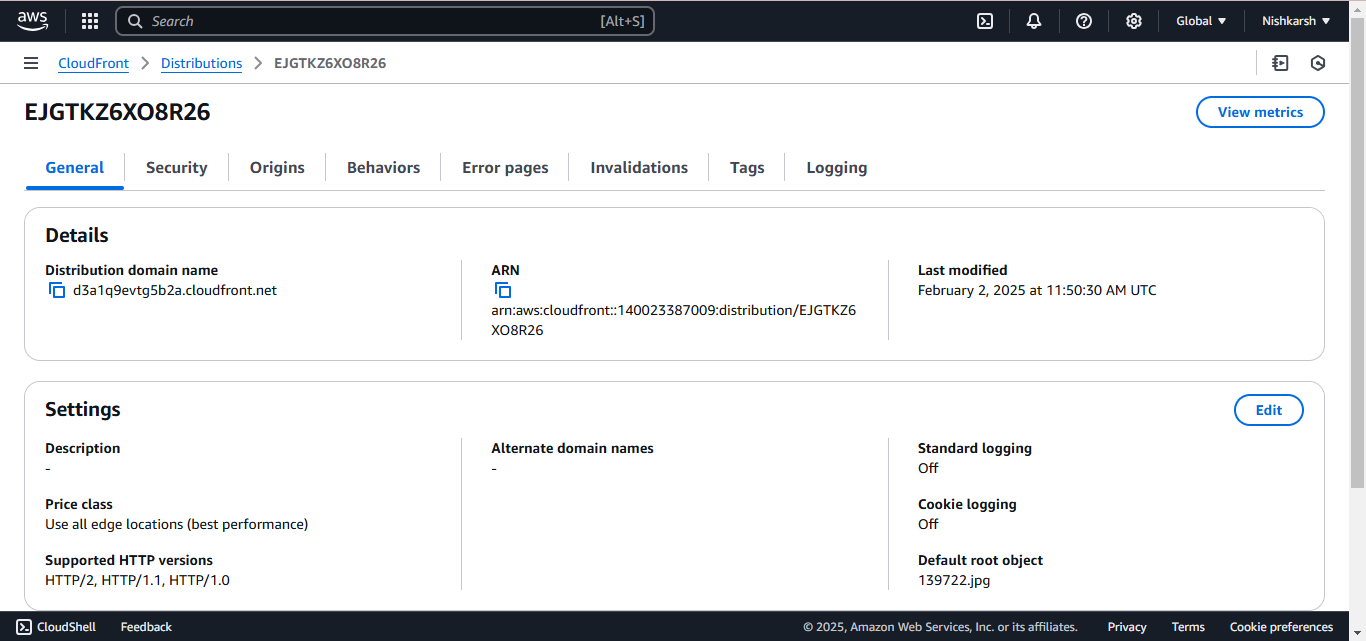 aws
Search [Alt+S]
Global
Nishkarsh
CloudFront
Distributions
EJGTKZ6XO8R26
EJGTKZ6XO8R26
View metrics
General
Security
Origins
Behaviors
Error pages
Invalidations
Tags
Logging
Details
Distribution domain name
d3a1q9evtg5b2a.cloudfront.net
ARN
arn:aws:cloudfront::140023387009:distribution/EJGTKZ6
XO8R26
Last modified
February 2, 2025 at 11:50:30 AM UTC
Settings
Edit
Description
-
Price class
Use all edge locations (best performance)
Supported HTTP versions
HTTP/2, HTTP/1.1, HTTP/1.0
Alternate domain names
-
Standard logging
Off
Cookie logging
Off
Default root object
139722.jpg
CloudShell
Feedback
© 2025, Amazon Web Services, Inc. or its affiliates.
Privacy
Terms
Cookie preferences